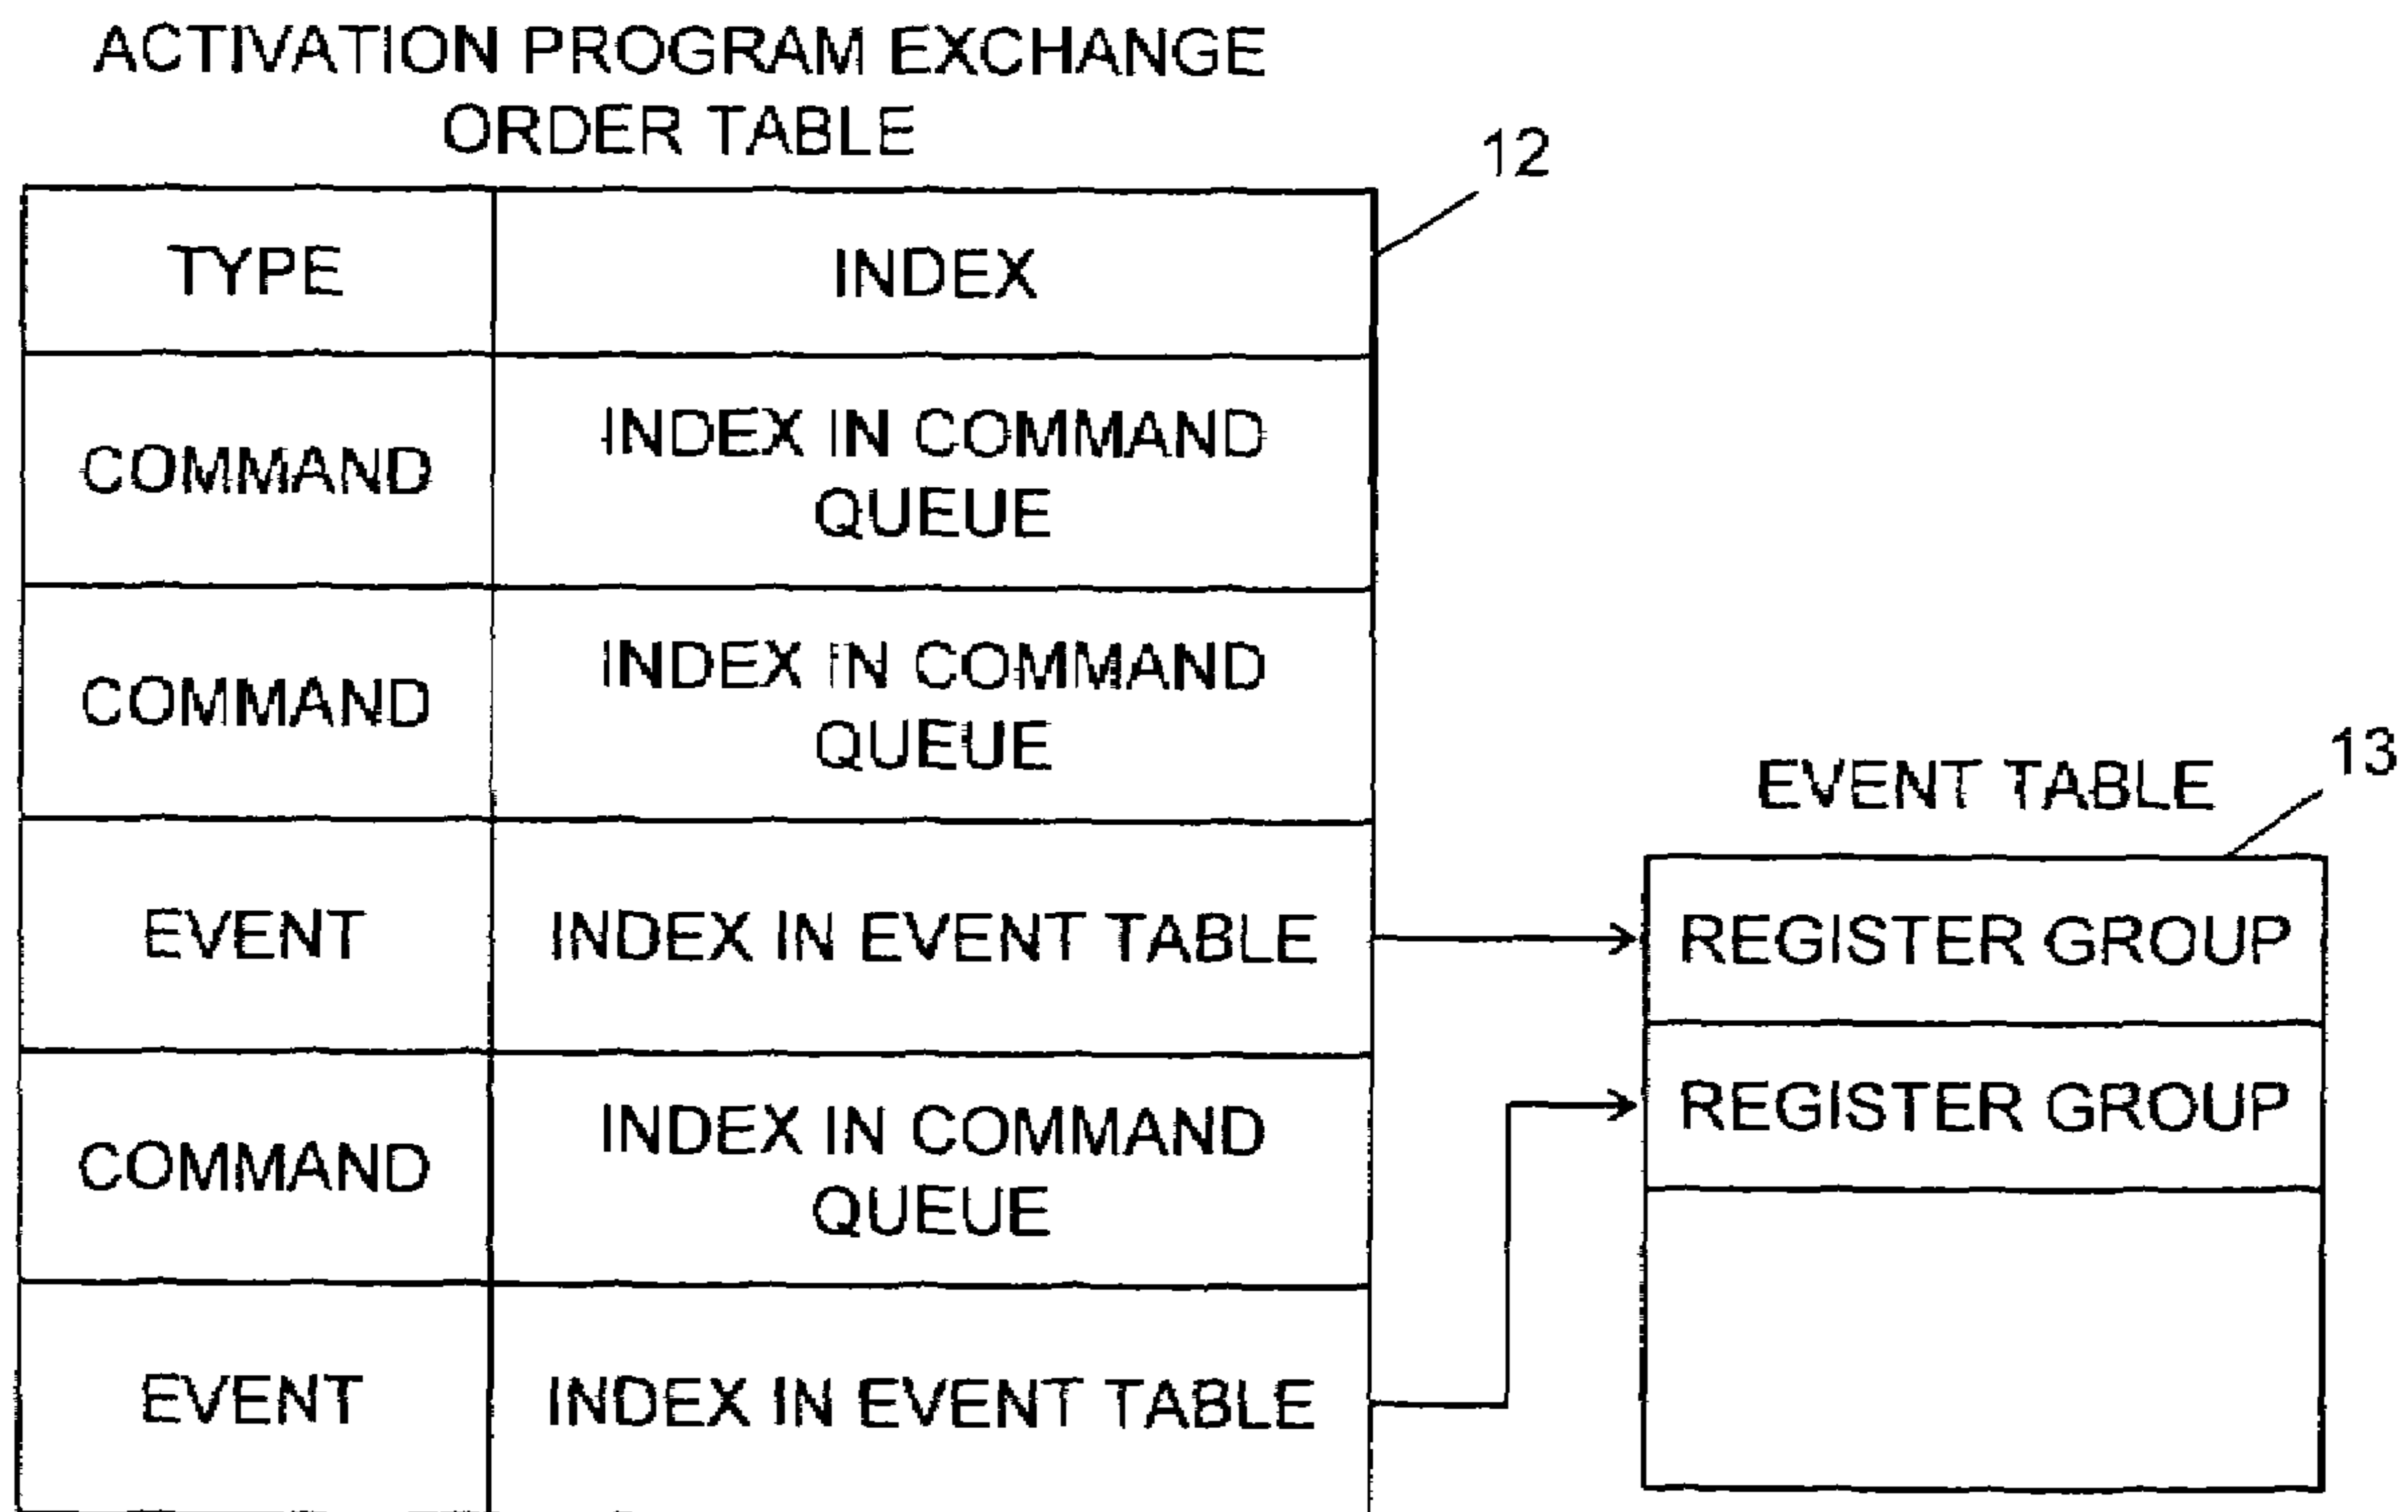 ACTIVATION PROGRAM EXCHANGE
ORDER TABLE
12
TYPE
INDEX
COMMAND
INDEX IN COMMAND
QUEUE
COMMAND
INDEX IN COMMAND
QUEUE
EVENT
INDEX IN EVENT TABLE
COMMAND
INDEX IN COMMAND
QUEUE
EVENT
INDEX IN EVENT TABLE
EVENT TABLE
13
REGISTER GROUP
REGISTER GROUP